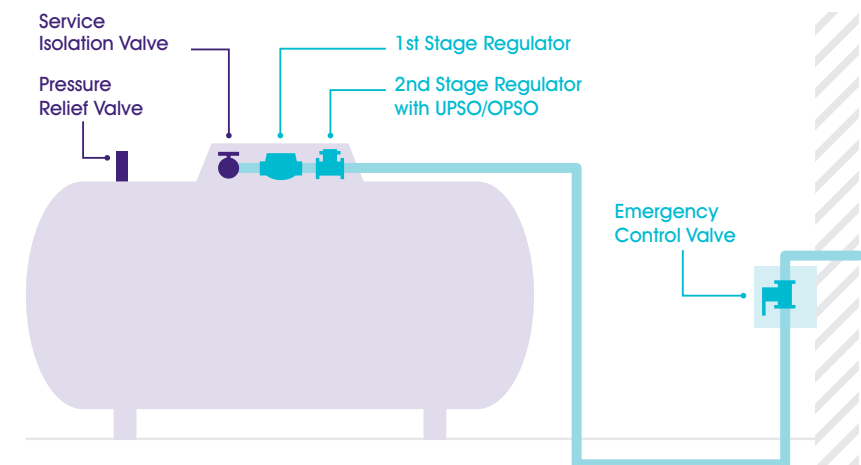 Service
Isolation Valve
Pressure
Relief Valve
1st Stage Regulator
2nd Stage Regulator
with UPSO/OPSO
Emergency
Control Valve